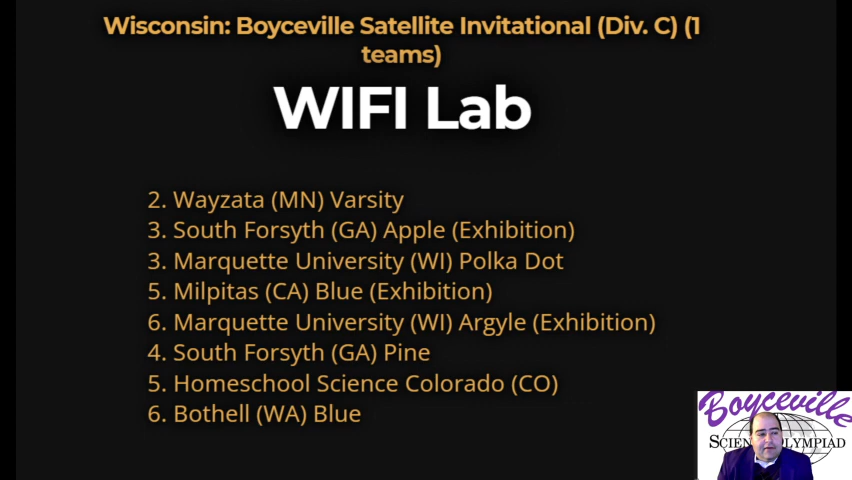 Wisconsin: Boyceville Satellite Invitational (Div. C) (1
teams)
WIFI Lab
2. Wayzata (MN) Varsity
3. South Forsyth (GA) Apple (Exhibition)
3. Marquette University (WI) Polka Dot
5. Milpitas (CA) Blue (Exhibition)
6. Marquette University (WI) Argyle (Exhibition)
4. South Forsyth (GA) Pine
5. Homeschool Science Colorado (CO)
6. Bothell (WA) Blue
Boyceville